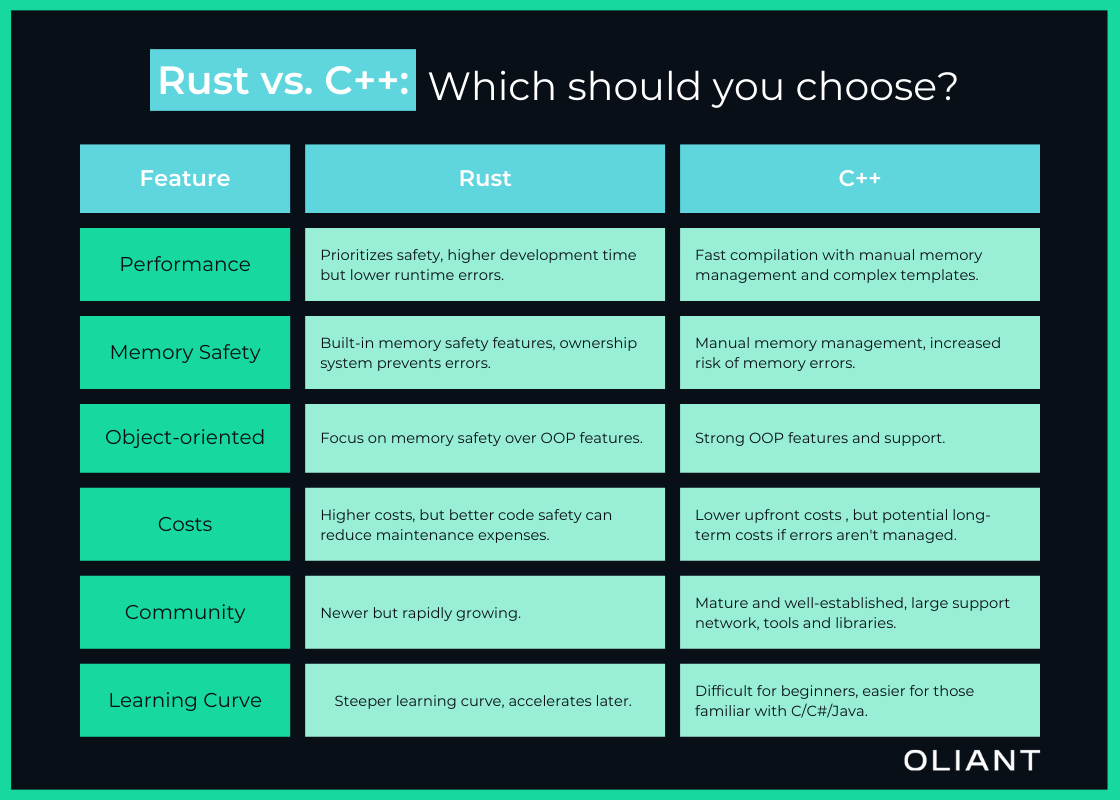 Rust vs. C++: Which should you choose?
Feature
Rust
C++
Performance
Prioritizes safety, higher development time
but lower runtime errors.
Fast compilation with manual memory
management and complex templates.
Memory Safety
Built-in memory safety features, ownership
system prevents errors.
Manual memory management, increased
risk of memory errors.
Object-oriented
Focus on memory safety over OOP features.
Strong OOP features and support.
Costs
Higher costs, but better code safety can
reduce maintenance expenses.
Lower upfront costs , but potential long-
term costs if errors aren't managed.
Community
Newer but rapidly growing.
Mature and well-established, large support
network, tools and libraries.
Learning Curve
Steeper learning curve, accelerates later.
Difficult for beginners, easier for those
familiar with C/C#/Java.
OLIANT